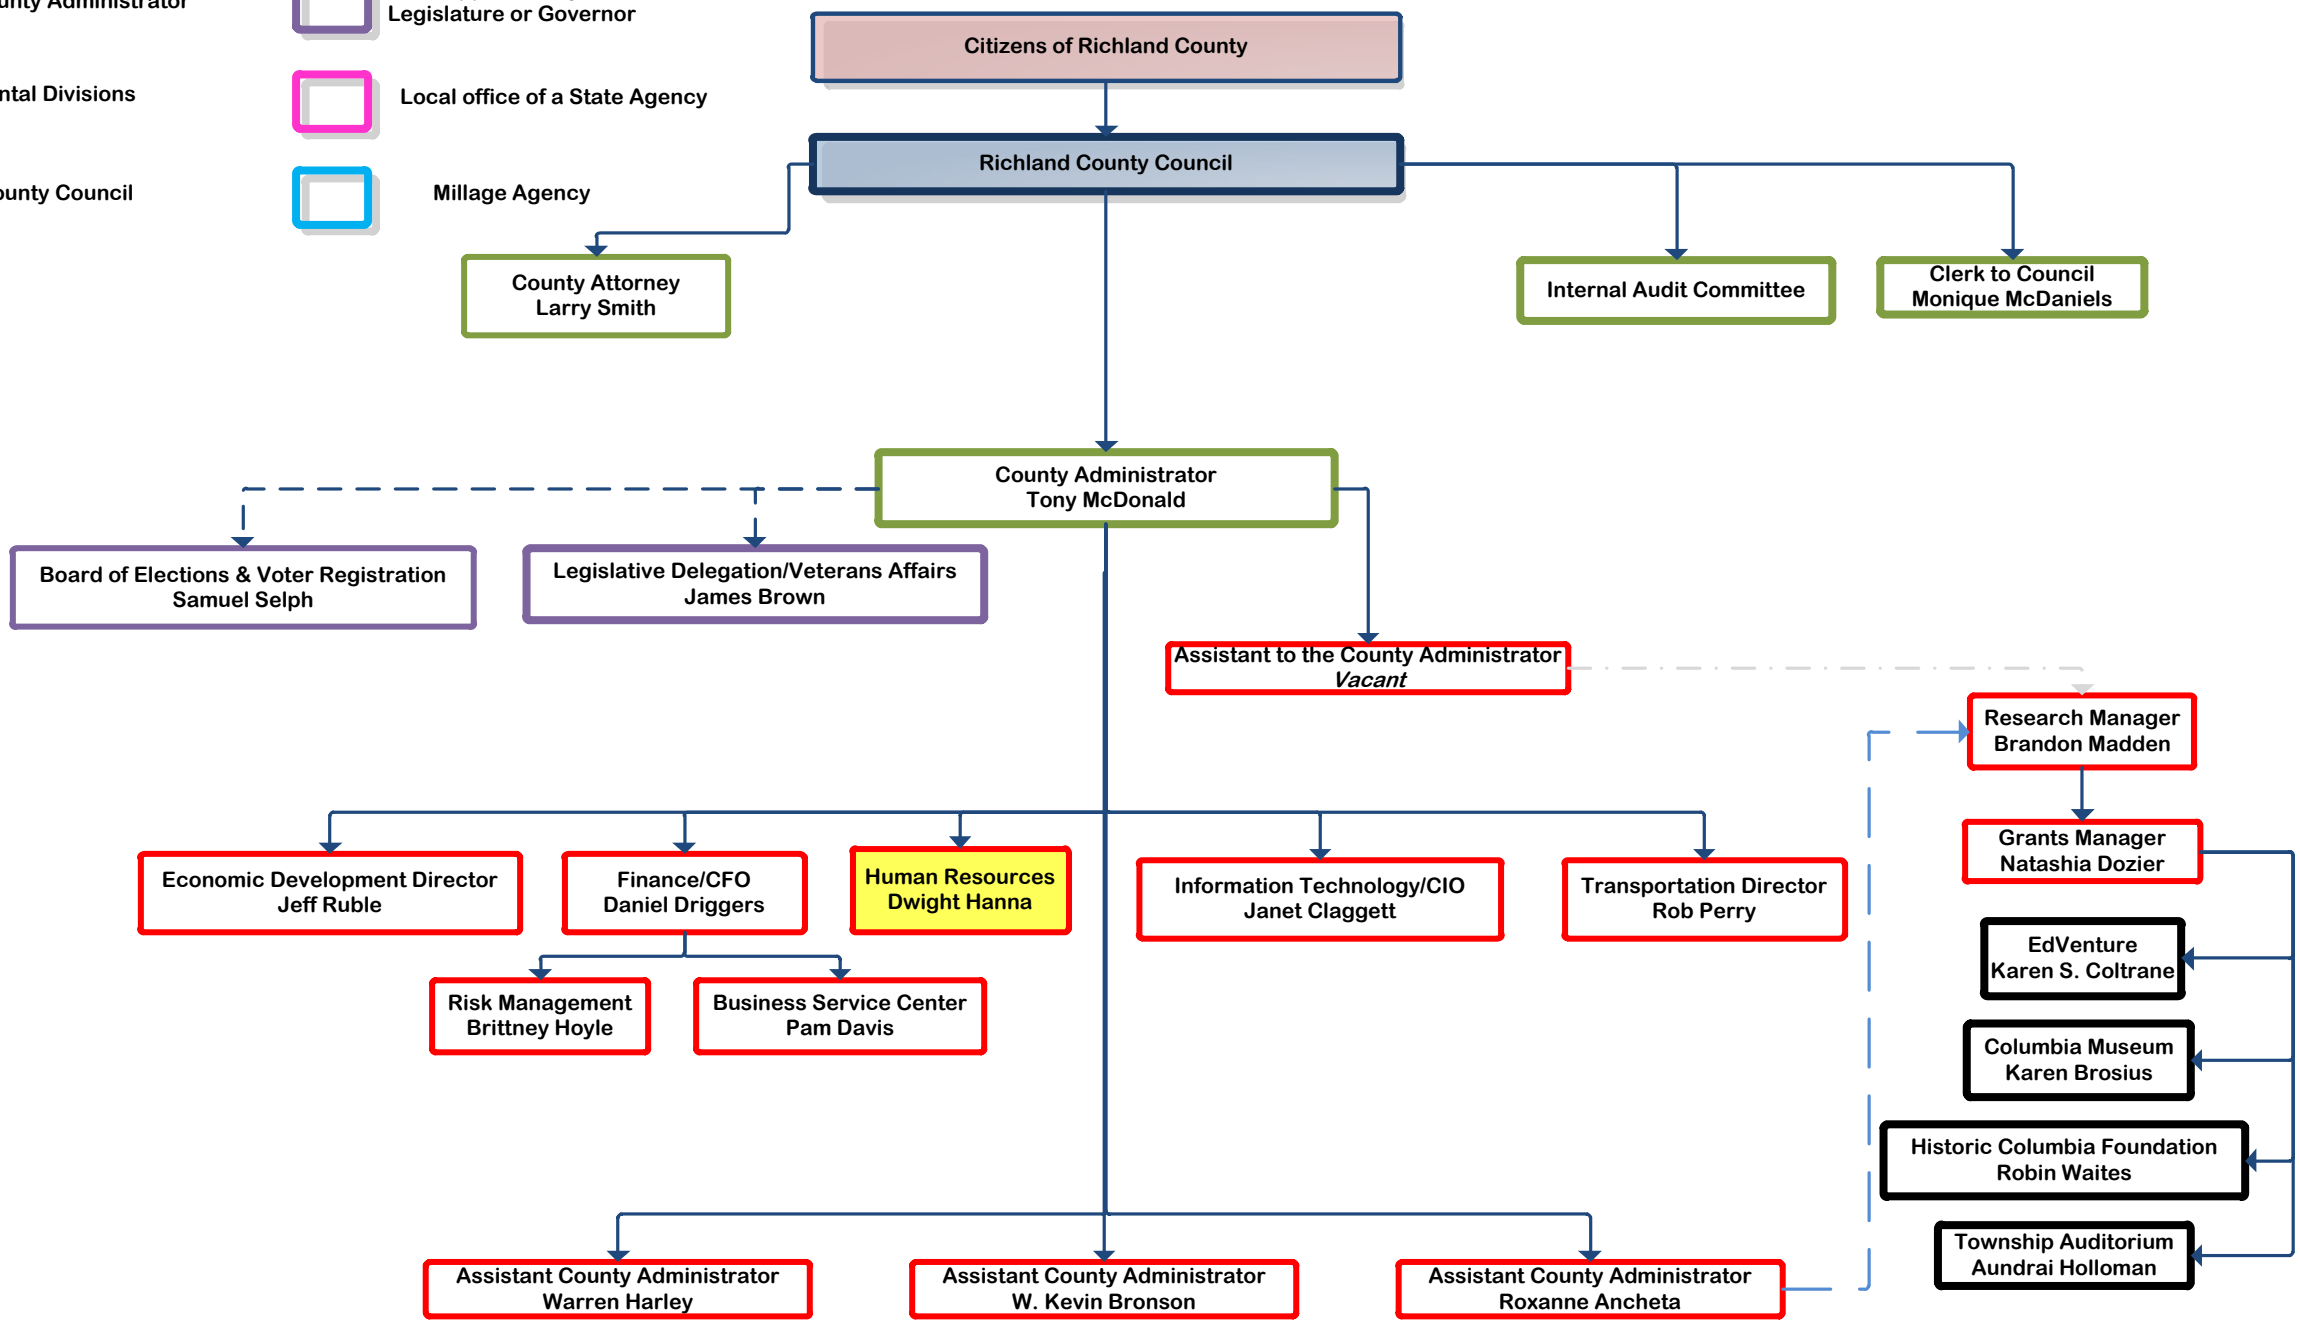 Legislature or Governor
Local office of a State Agency
Millage Agency
Citizens of Richland County
Richland County Council
County Attorney
Larry Smith
Internal Audit Committee
Clerk to Council
Monique McDaniels
County Administrator
Tony McDonald
Board of Elections & Voter Registration
Samuel Selph
Legislative Delegation/Veterans Affairs
James Brown
Assistant to the County Administrator
Vacant
Research Manager
Brandon Madden
Grants Manager
Natashia Dozier
Economic Development Director
Jeff Ruble
Finance/CFO
Daniel Driggers
Human Resources
Dwight Hanna
Information Technology/CIO
Janet Claggett
Transportation Director
Rob Perry
Risk Management
Brittney Hoyle
Business Service Center
Pam Davis
EdVenture
Karen S. Coltrane
Columbia Museum
Karen Brosius
Historic Columbia Foundation
Robin Waites
Township Auditorium
Aundrai Holloman
Assistant County Administrator
Warren Harley
Assistant County Administrator
W. Kevin Bronson
Assistant County Administrator
Roxanne Ancheta
Administrator
Divisions
Council